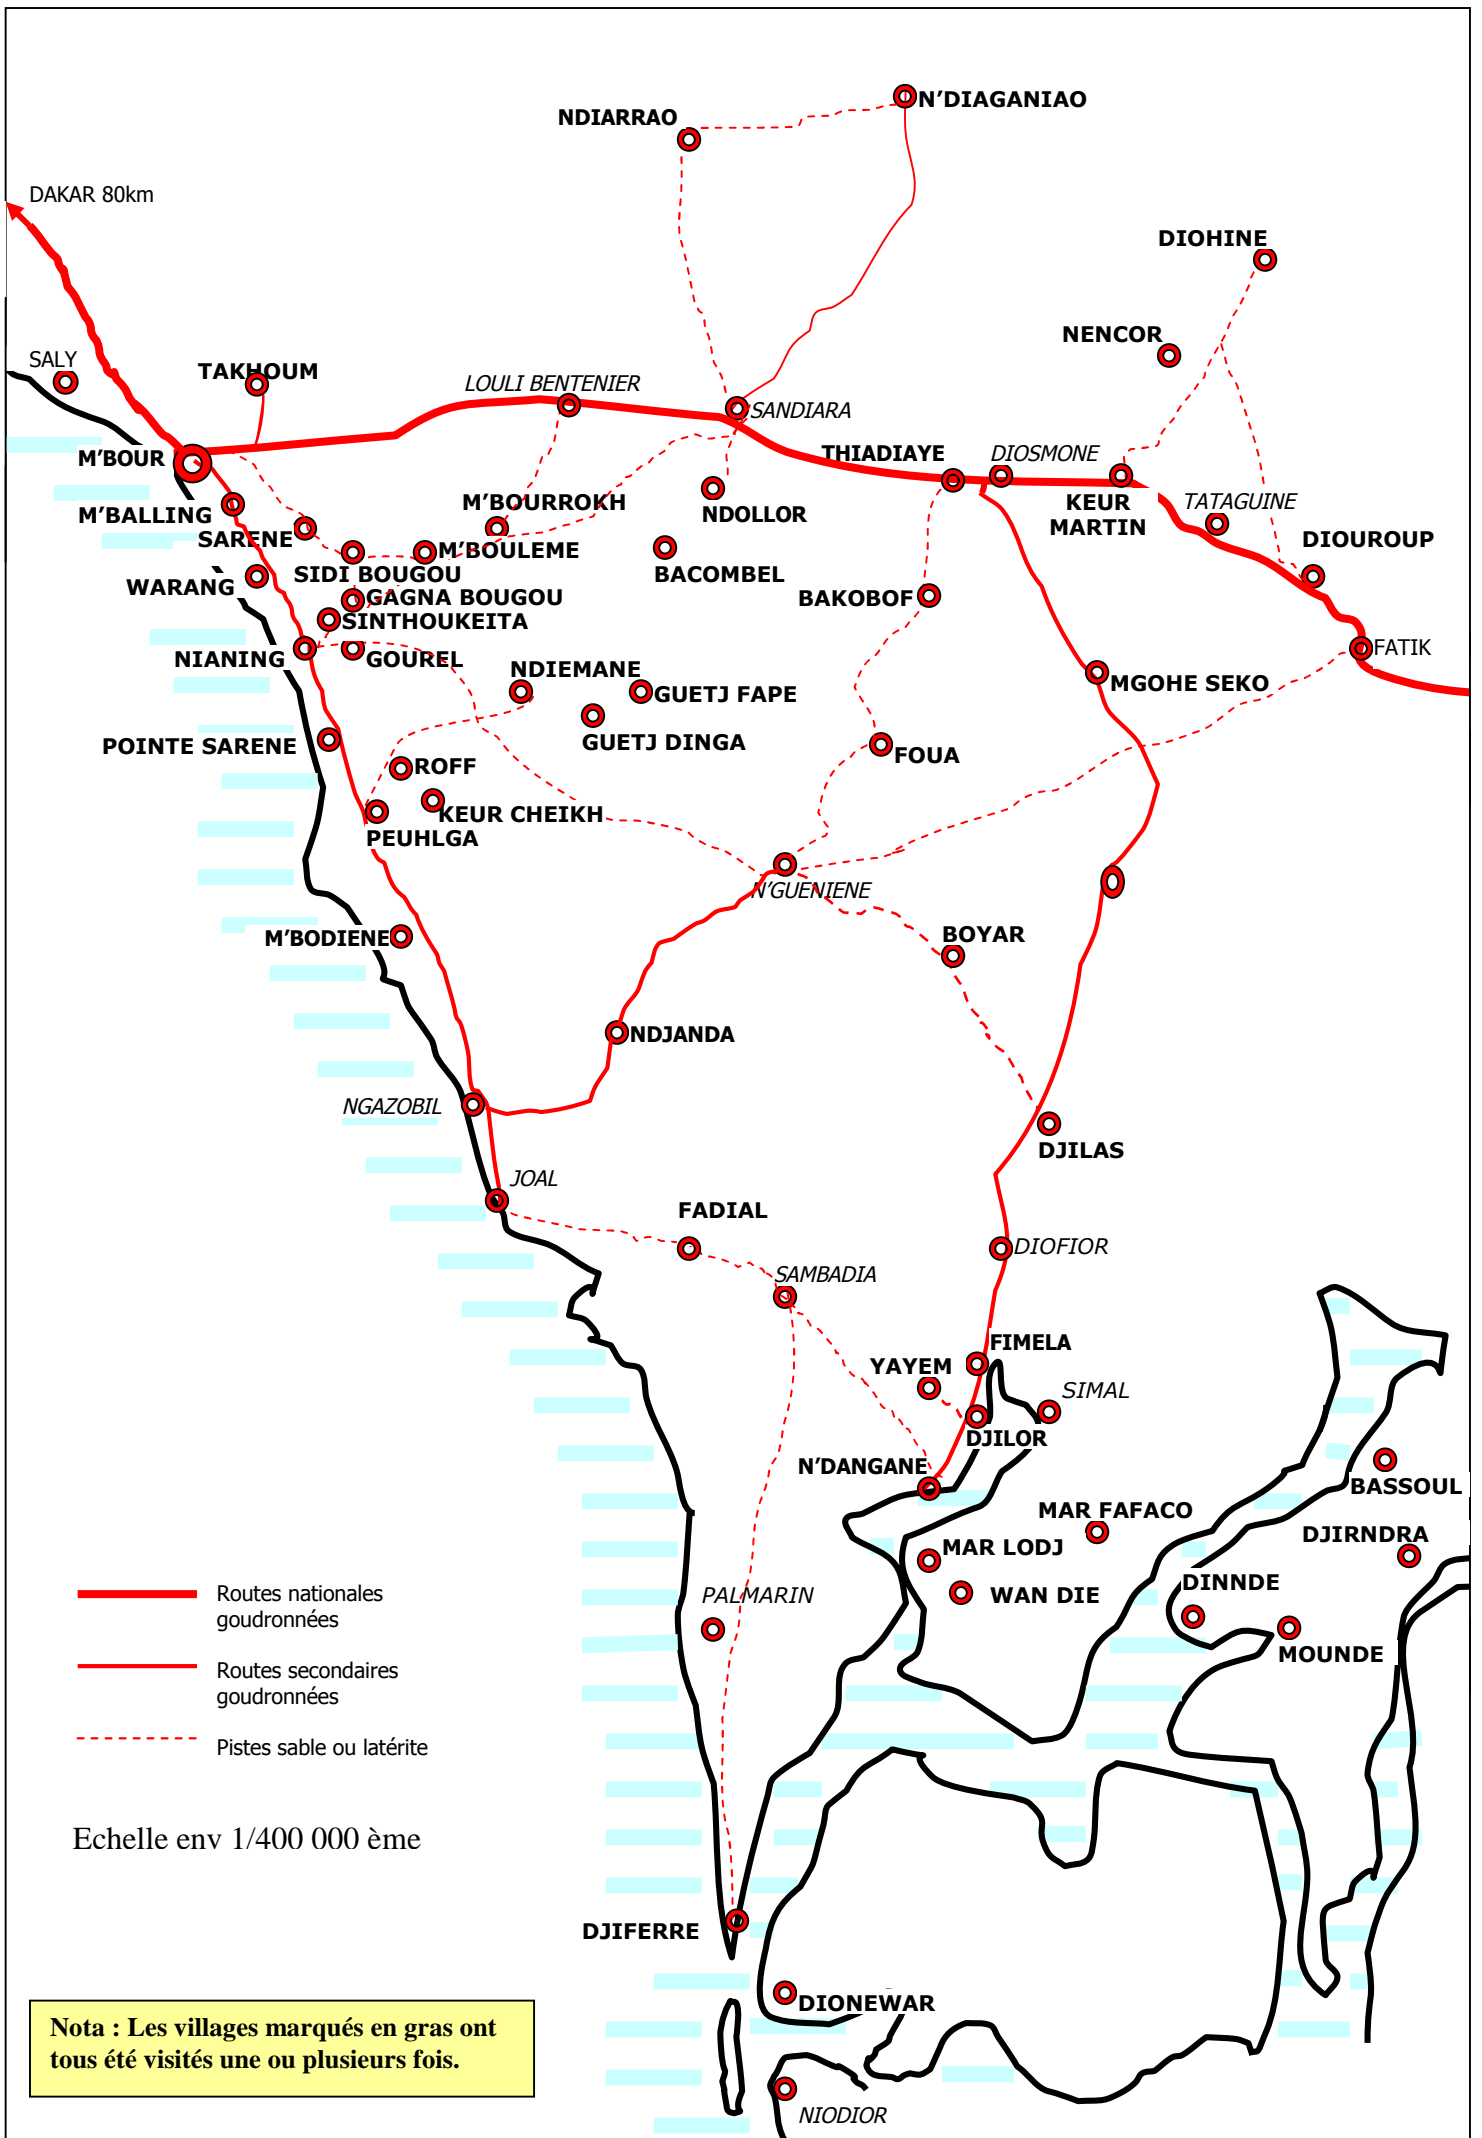 N'DIAGANIAO
NDIARRAO
DAKAR 80km
DIOHINE
NENCOR
SALY
TAKHOUM
LOULI BENTENIER
SANDIARA
M'BOUR
THIADIAYE
DIOSMONE
M'BALLING
M'BOURROKH
NDOLLOR
KEUR
MARTIN
TATAGUINE
SARENE
M'BOULEME
DIOUROUP
SIDI BOUGOU
BACOMBEL
WARANG
GAGNA BOUGOU
BAKOBOF
SINTHOUKEITA
NIANING
GOUREL
FATIK
NDIEMANE
GUETJ FAPE
MGOHE SEKO
POINTE SARENE
GUETJ DINGA
FOUA
ROFF
KEUR CHEIKH
PEUHLGA
N'GUENIENE
M'BODIENE
BOYAR
NDJANDA
NGAZOBIL
DJILAS
JOAL
FADIAL
DIOFIOR
SAMBADIA
FIMELA
YAYEM
SIMAL
DJILOR
N'DANGANE
BASSOUL
MAR FAFACO
DJIRNDRA
MAR LODJ
DINNDE
WAN DIE
PALMARIN
MOUNDE
Routes nationales
goudronnées
Routes secondaires
goudronnées
Pistes sable ou latérite
Echelle env 1/400 000 ème
DJIFERRE
DIONEWAR
Nota : Les villages marqués en gras ont
tous été visités une ou plusieurs fois.
NIODIOR